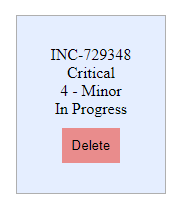 INC-729348
Critical
4 - Minor
In Progress
Delete